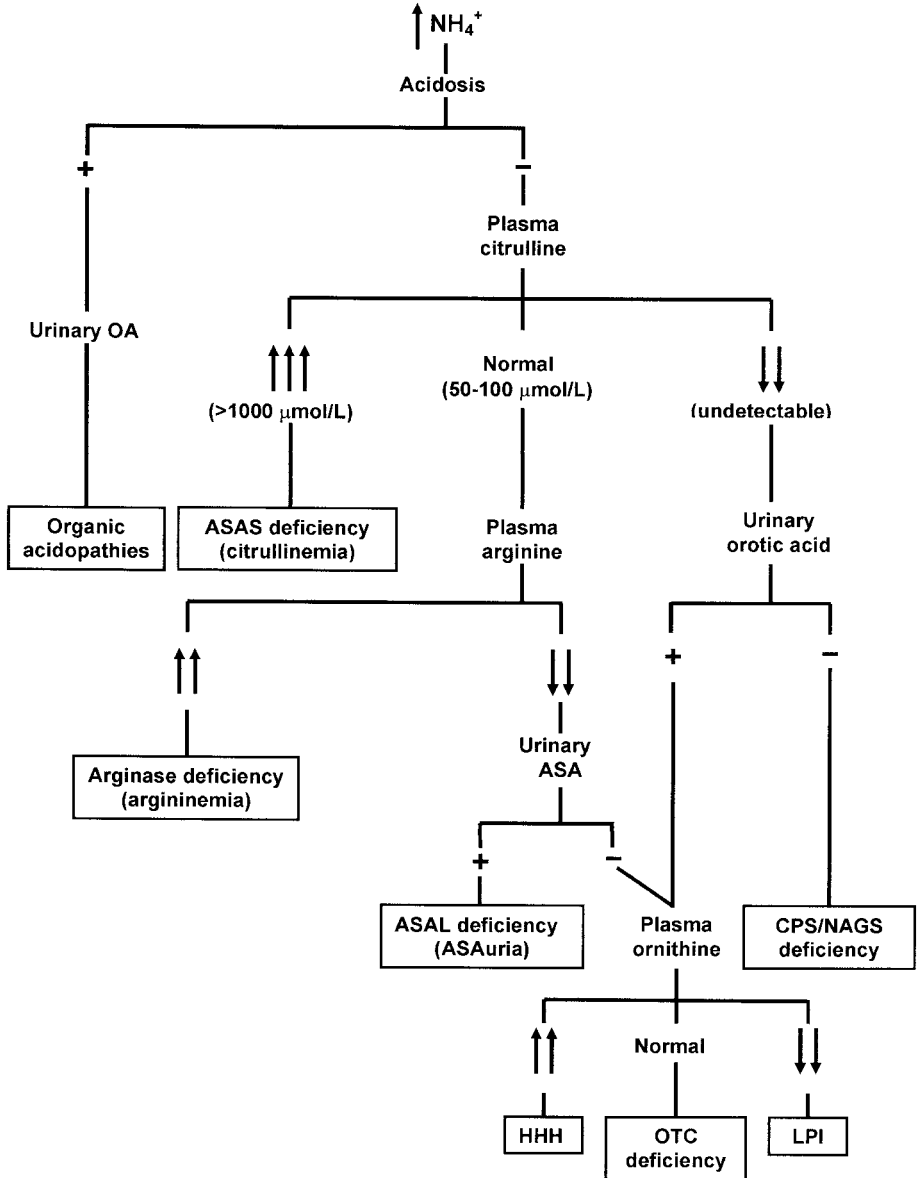 NH₄⁺
Acidosis
+
−
Plasma
citrulline
Urinary OA
Normal
(50-100 µmol/L)
(>1000 µmol/L)
(undetectable)
Organic
acidopathies
ASAS deficiency
(citrullinemia)
Plasma
arginine
Urinary
orotic acid
+
−
Urinary
ASA
Arginase deficiency
(argininemia)
+
−
ASAL deficiency
(ASAuria)
Plasma
ornithine
CPS/NAGS
deficiency
Normal
HHH
OTC
deficiency
LPI